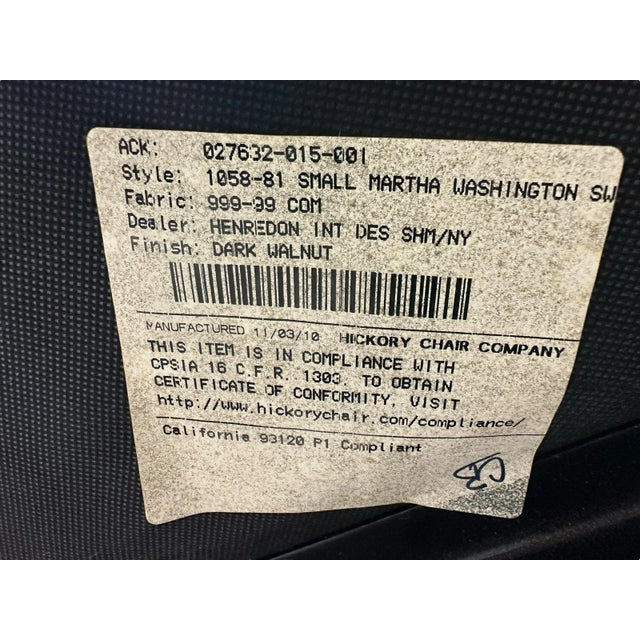 ACK: 027632-015-001
Style: 1058-81 SMALL MARTHA WASHINGTON SW
Fabric: 999-99 COM
Dealer: HENREDON INT DES SHM/NY
Finish: DARK WALNUT
MANUFACTURED 11/03/10 HICKORY CHAIR COMPANY
THIS ITEM IS IN COMPLIANCE WITH
CPSIA 16 C.F.R. 1303. TO OBTAIN
CERTIFICATE OF CONFORMITY, VISIT
http://www.hickorychair.com/compliance/
California 93120 P1 Compliant
CB